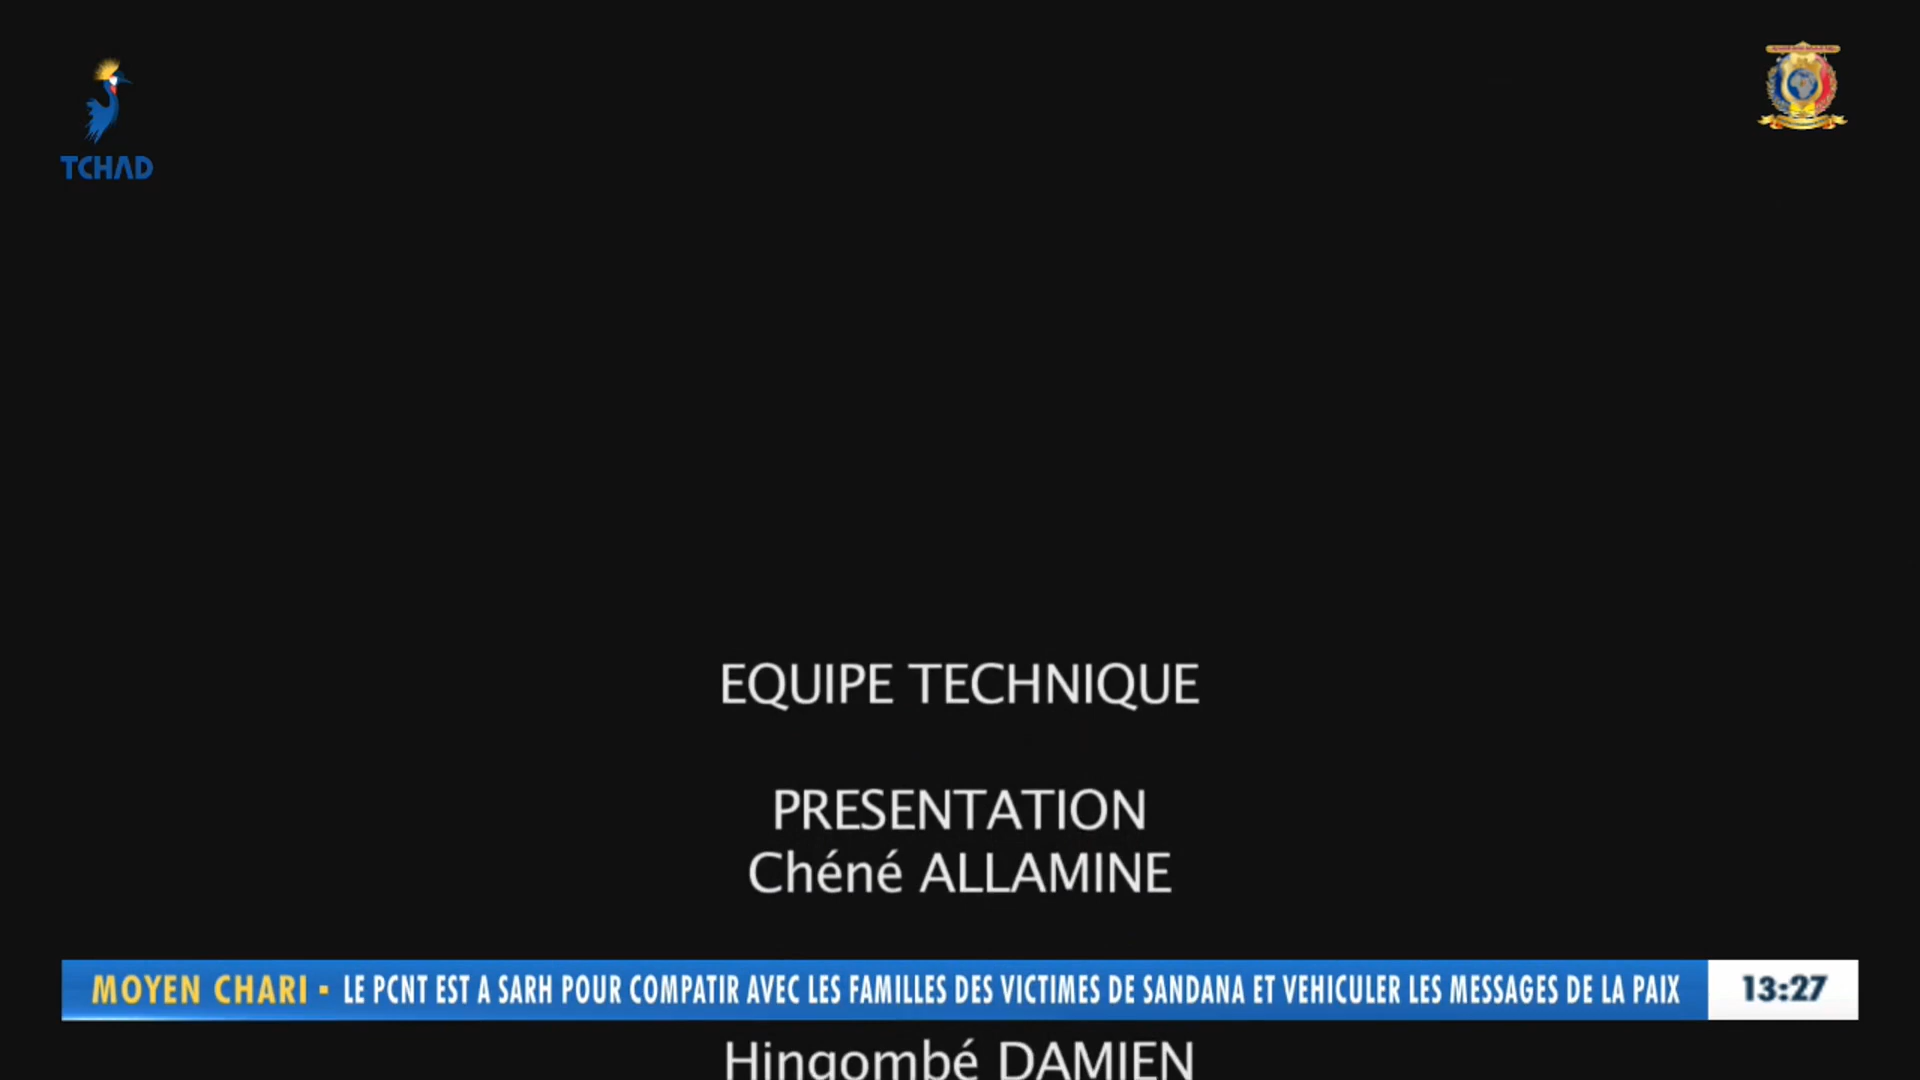 TCHAD
EQUIPE TECHNIQUE
PRESENTATION
Chéné ALLAMINE
MOYEN CHARI - LE PCNT EST A SARH POUR COMPATIR AVEC LES FAMILLES DES VICTIMES DE SANDANA ET VEHICULER LES MESSAGES DE LA PAIX
13:27
Hingombé DAMIEN